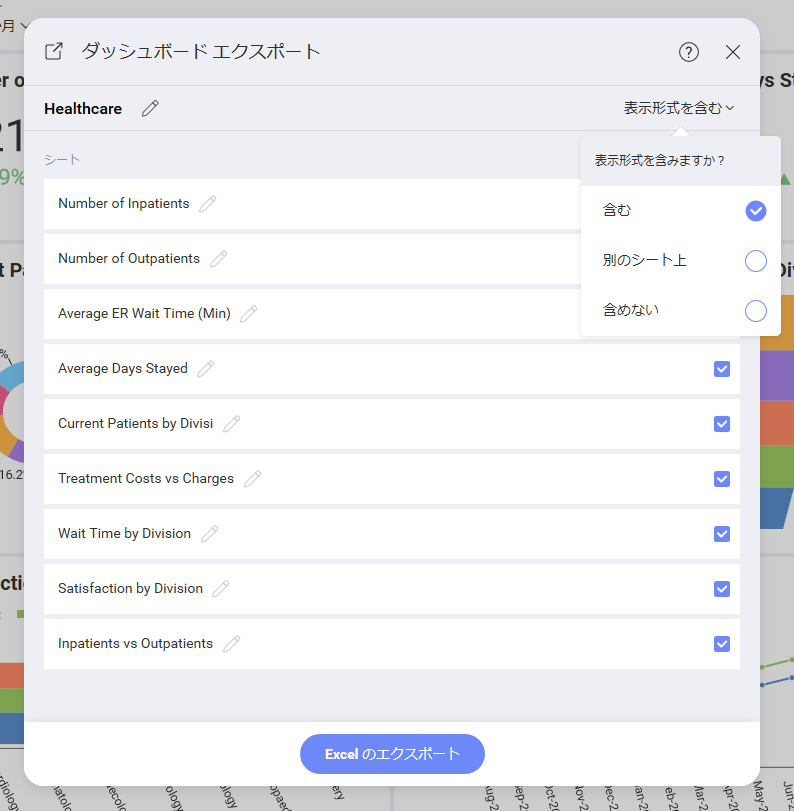 ダッシュボード エクスポート
Healthcare
表示形式を含む
表示形式を含みますか？
含む
別のシート上
含めない
シート
Number of Inpatients
Number of Outpatients
Average ER Wait Time (Min)
Average Days Stayed
Current Patients by Divisi
Treatment Costs vs Charges
Wait Time by Division
Satisfaction by Division
Inpatients vs Outpatients
Excel のエクスポート